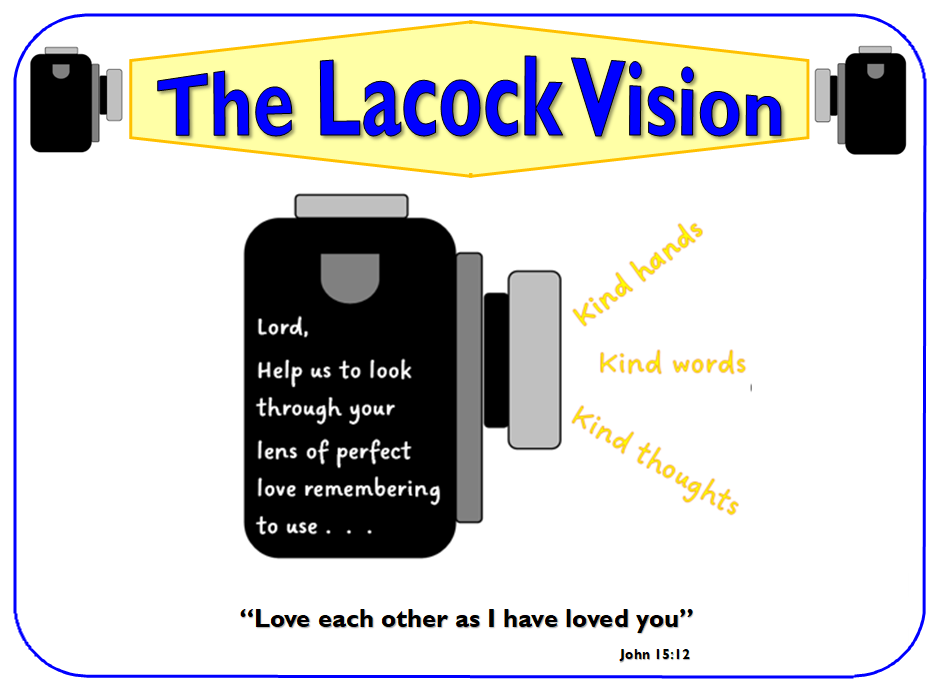 The Lacock Vision
Lord,
Help us to look
through your
lens of perfect
love remembering
to use . . .
Kind hands
Kind words
Kind thoughts
“Love each other as I have loved you”
John 15:12